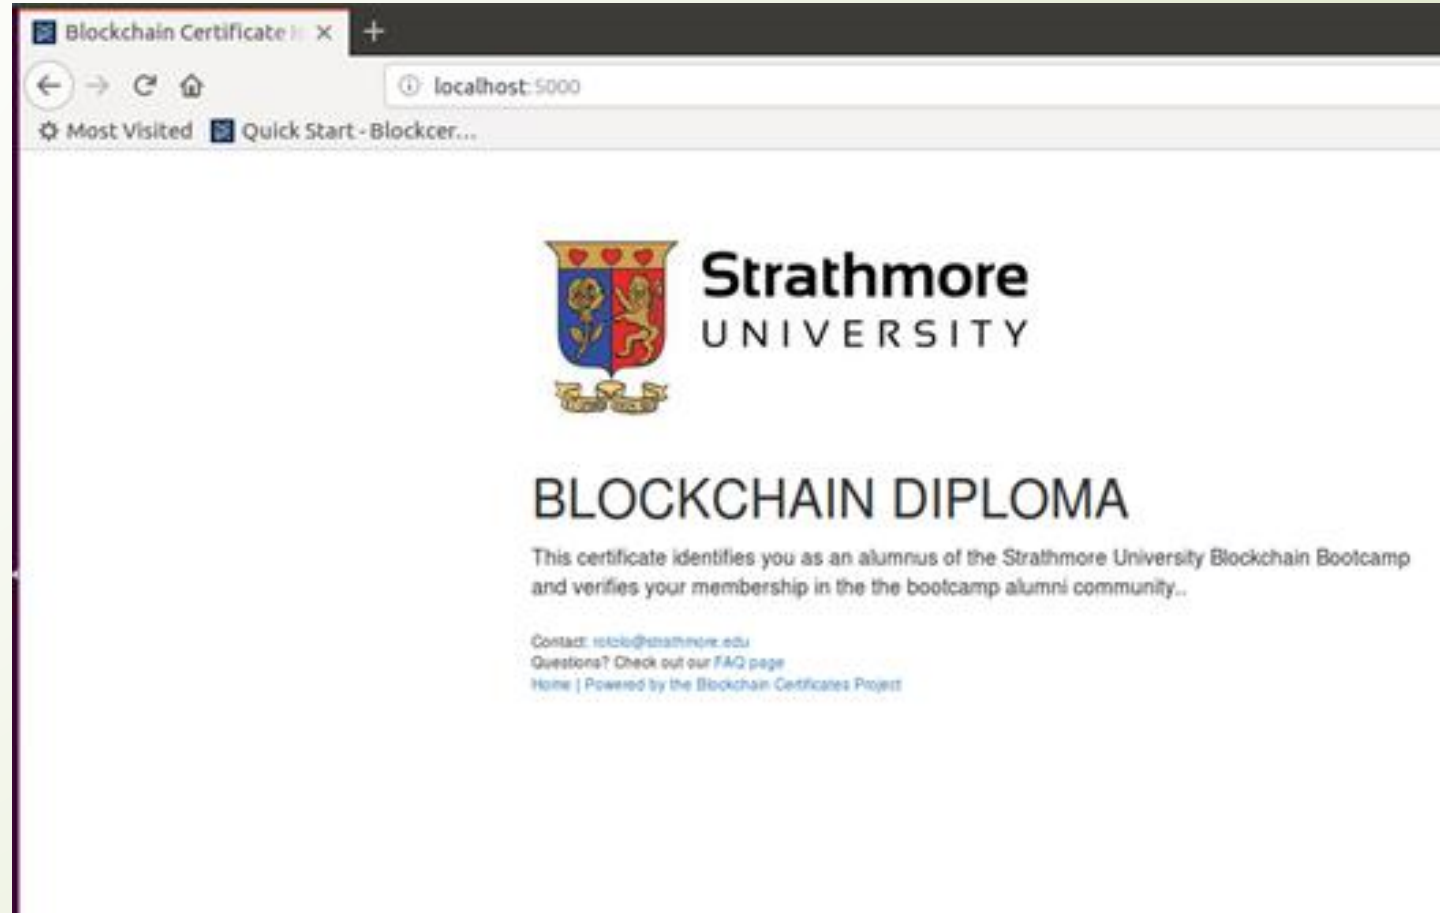 Blockchain Certificate
localhost:5000
Most Visited Quick Start - Blockcer...
Strathmore
UNIVERSITY
BLOCKCHAIN DIPLOMA
This certificate identifies you as an alumnus of the Strathmore University Blockchain Bootcamp
and verifies your membership in the the bootcamp alumni community..
Contact:
Questions? Check out our FAQ page
Home | Powered by the Blockchain Certificates Project